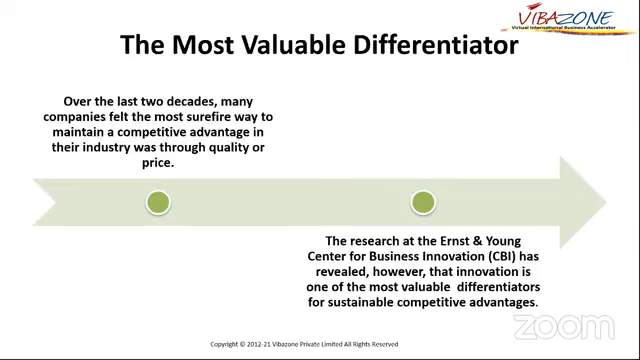 VIBAZONE
Virtual International Business Accelerator
The Most Valuable Differentiator
Over the last two decades, many
companies felt the most surefire way to
maintain a competitive advantage in
their industry was through quality or
price.
The research at the Ernst & Young
Center for Business Innovation (CBI) has
revealed, however, that innovation is
one of the most valuable differentiators
for sustainable competitive advantages.
zoom
Copyright © 2012-21 Vibazone Private Limited All Rights Reserved